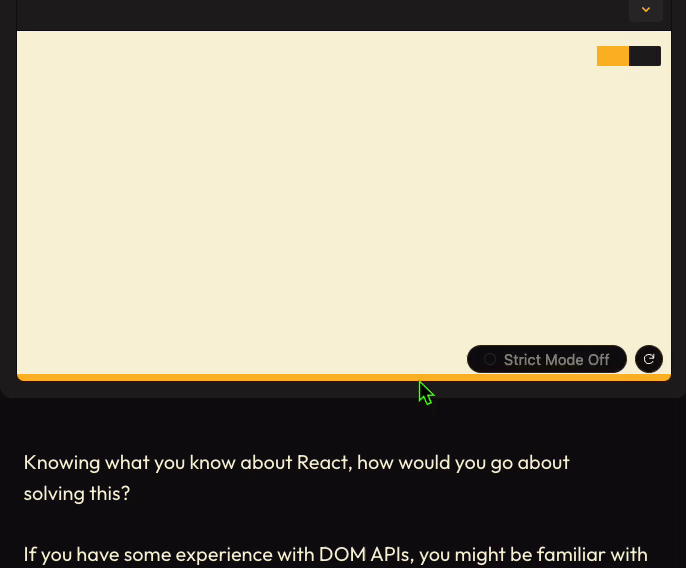 Strict Mode Off
Knowing what you know about React, how would you go about
solving this?
If you have some experience with DOM APIs, you might be familiar with